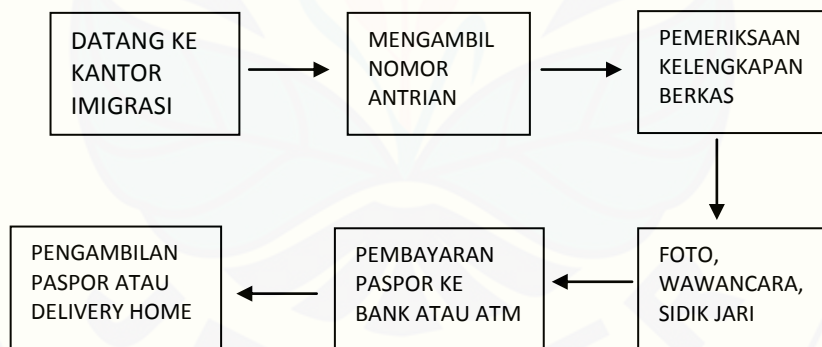 DATANG KE
KANTOR
IMIGRASI
MENGAMBIL
NOMOR
ANTRIAN
PEMERIKSAAN
KELENGKAPAN
BERKAS
FOTO,
WAWANCARA,
SIDIK JARI
PEMBAYARAN
PASPOR KE
BANK ATAU ATM
PENGAMBILAN
PASPOR ATAU
DELIVERY HOME